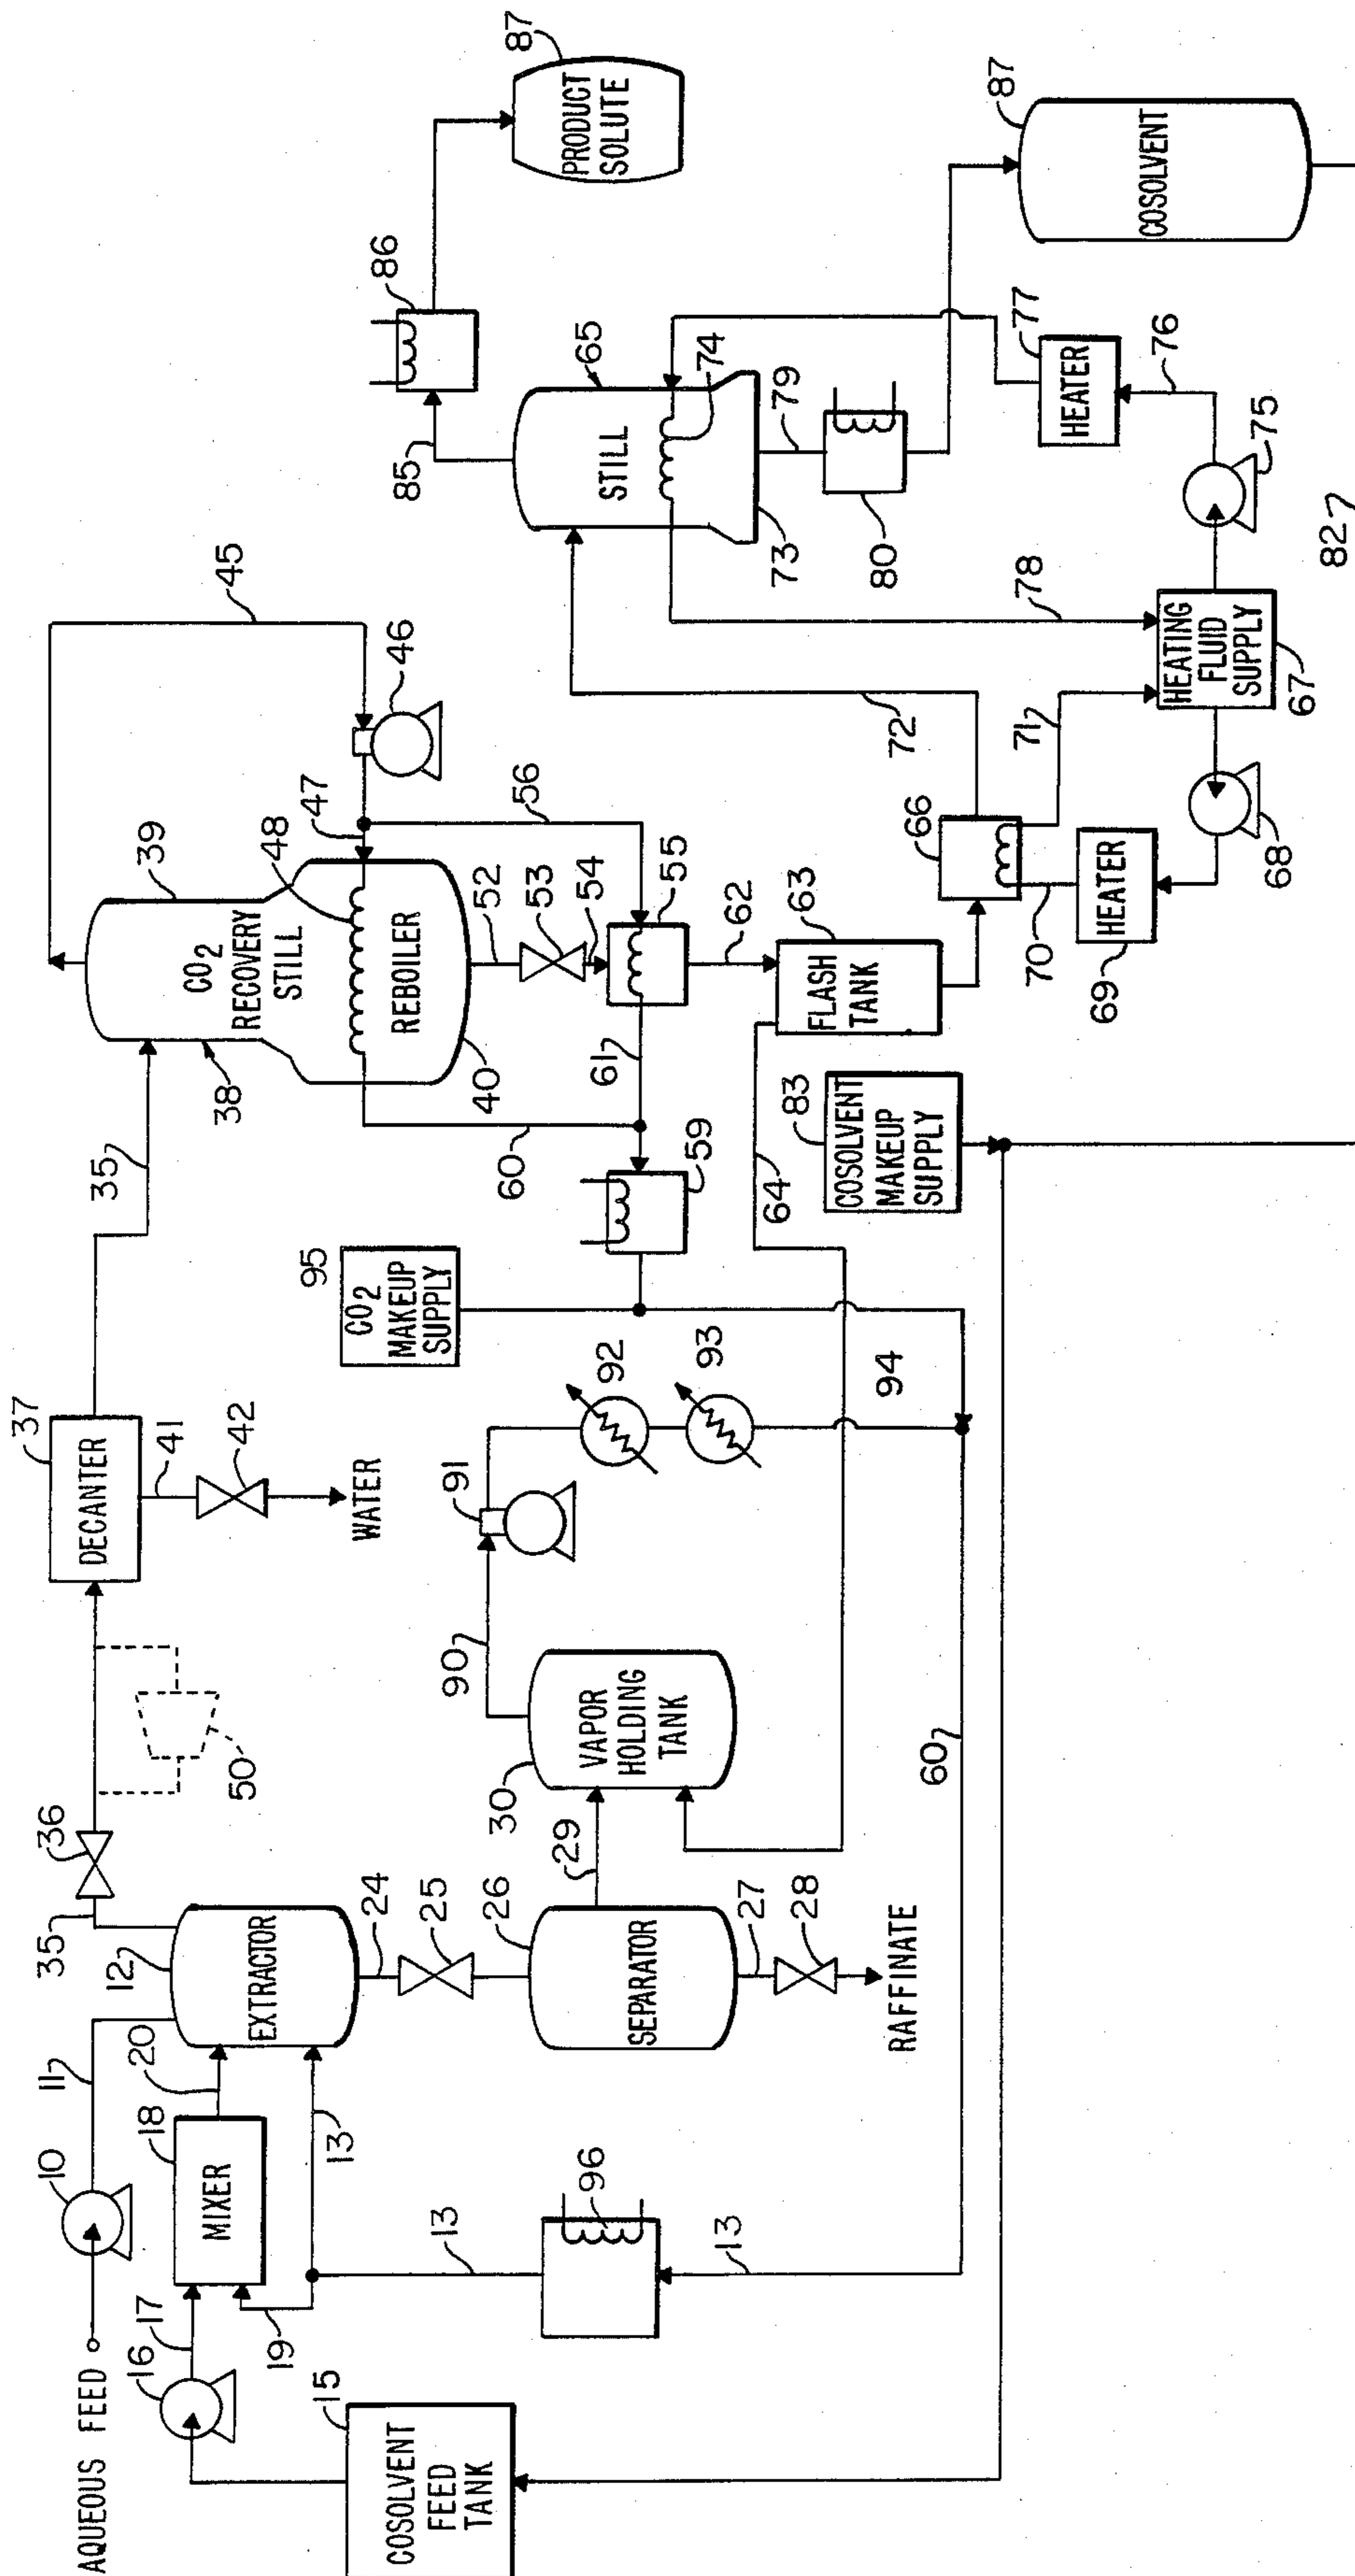 AQUEOUS FEED
10
11
12
35
36
50
DECANTER
37
41
42
WATER
35
38
CO2
RECOVERY
STILL
39
45
46
47
48
REBOILER
40
52
53
54
55
56
60
61
62
59
CO2
MAKEUP
SUPPLY
95
16
17
MIXER
18
19
20
13
EXTRACTOR
24
25
26
SEPARATOR
27
28
RAFFINATE
29
30
VAPOR
HOLDING
TANK
90
91
92
93
94
60
13
96
13
COSOLVENT
FEED
TANK
15
FLASH
TANK
63
64
COSOLVENT
MAKEUP
SUPPLY
83
66
70
71
72
HEATER
69
68
HEATING
FLUID
SUPPLY
67
78
75
76
HEATER
77
STILL
65
74
73
79
80
85
86
PRODUCT
SOLUTE
87
COSOLVENT
87
82